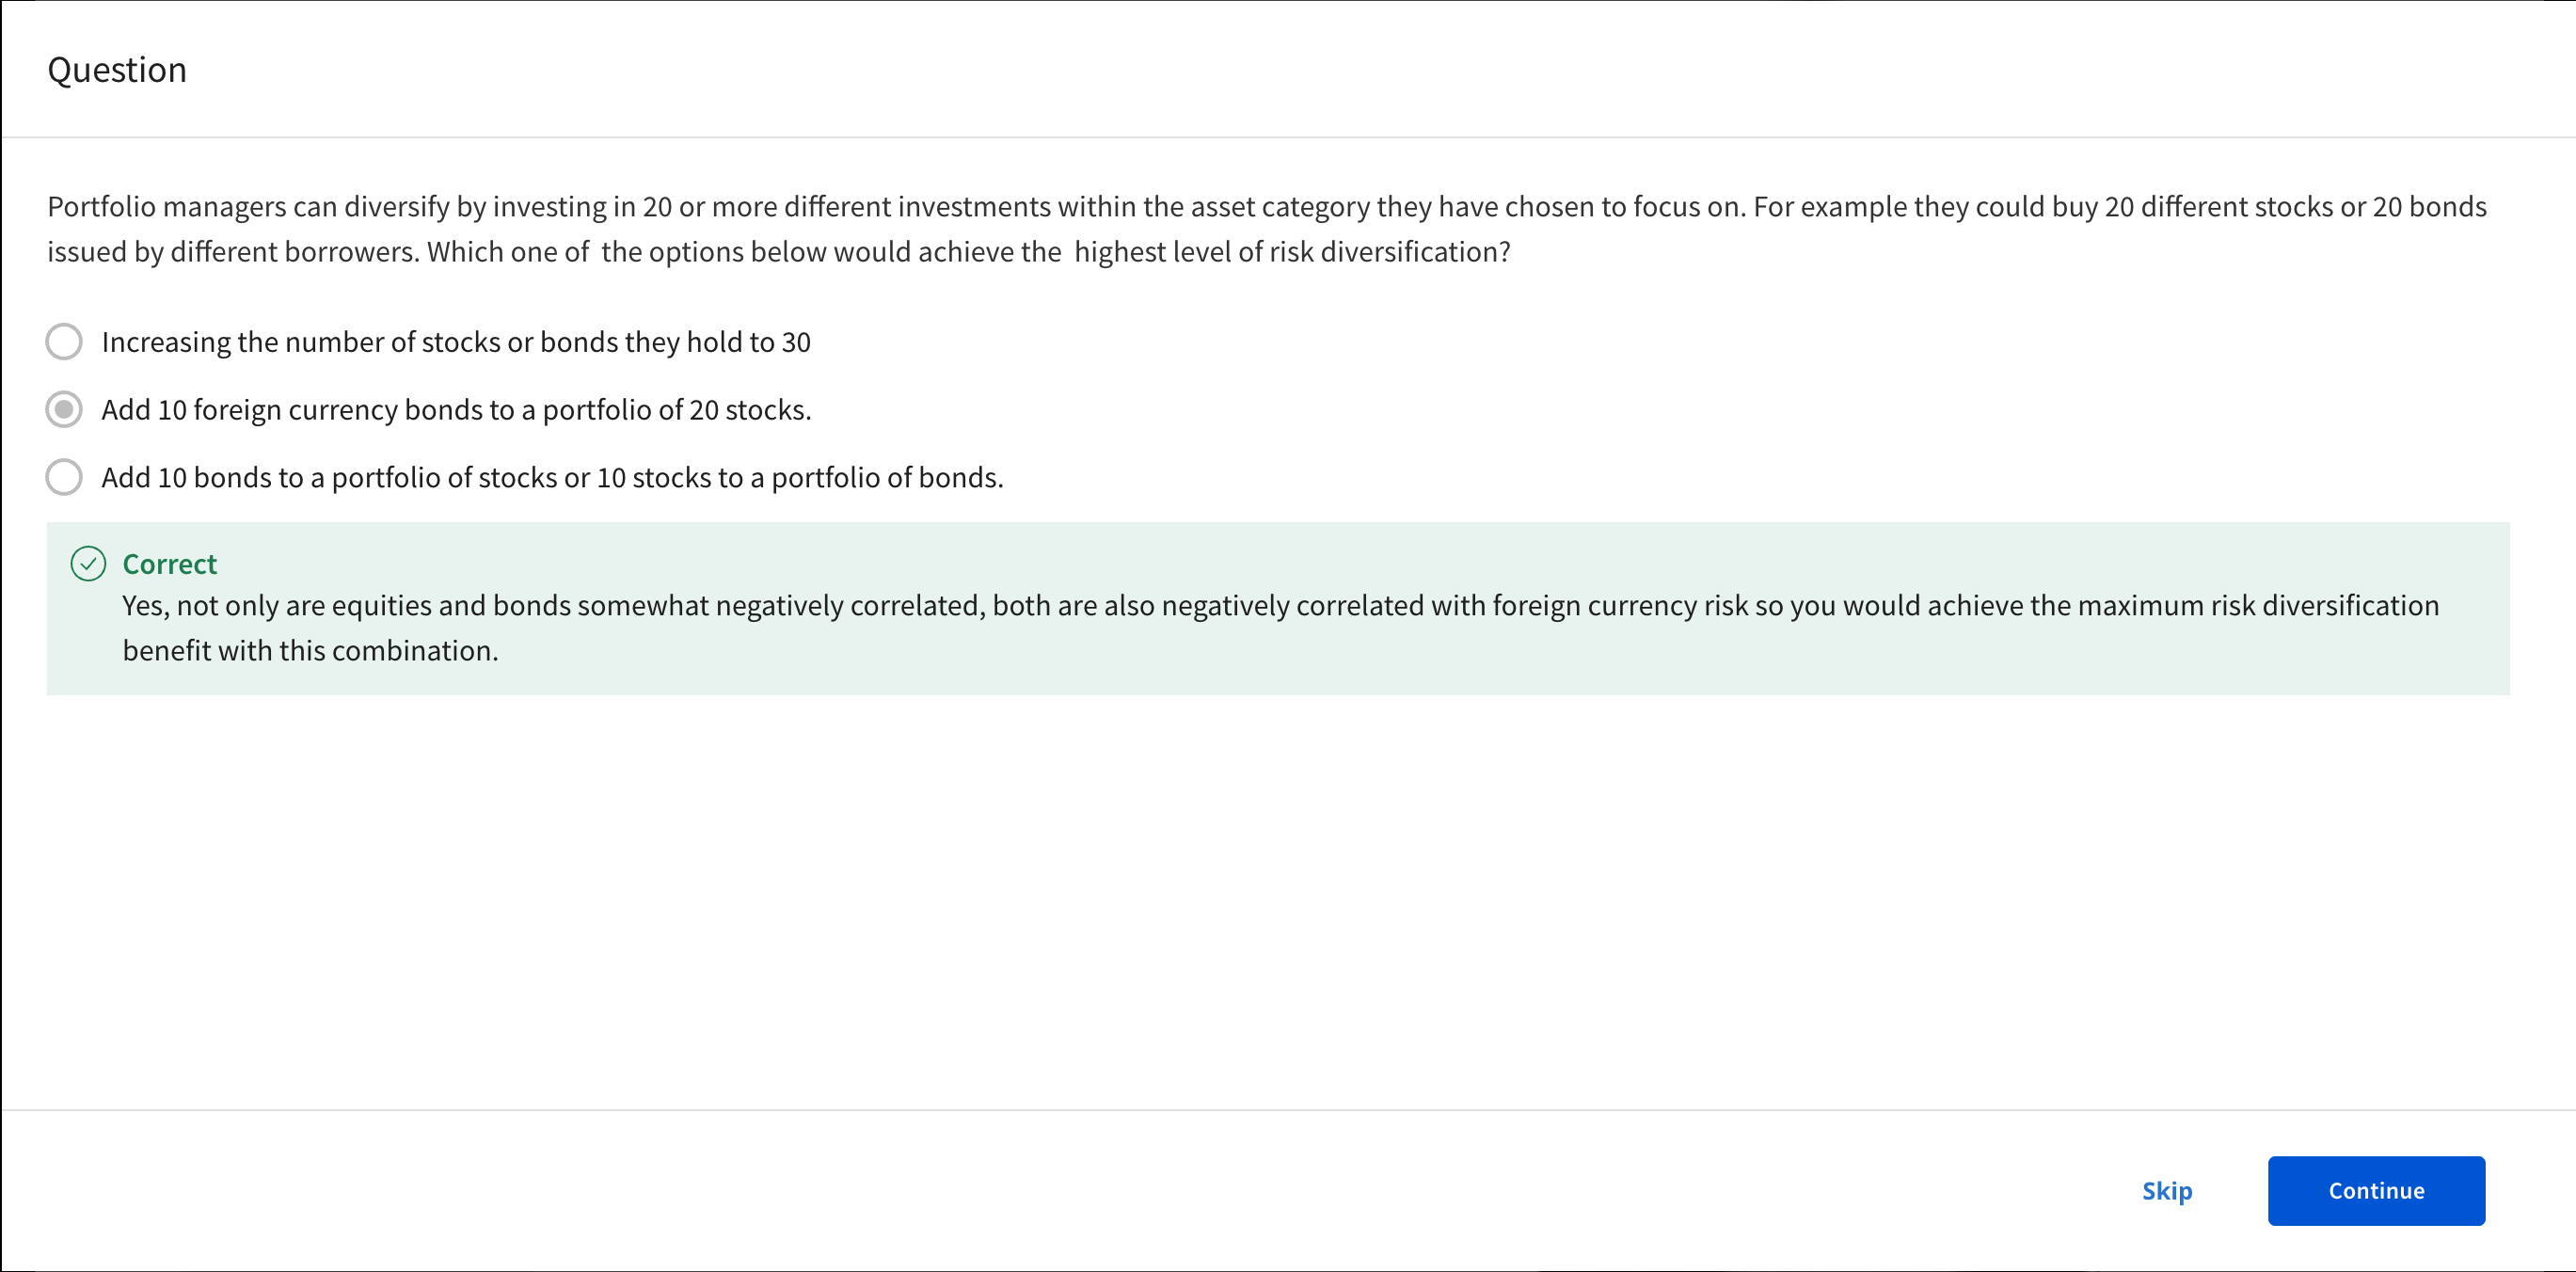 Question
Portfolio managers can diversify by investing in 20 or more different investments within the asset category they have chosen to focus on. For example they could buy 20 different stocks or 20 bonds
issued by different borrowers. Which one of  the options below would achieve the  highest level of risk diversification?
Increasing the number of stocks or bonds they hold to 30
Add 10 foreign currency bonds to a portfolio of 20 stocks.
Add 10 bonds to a portfolio of stocks or 10 stocks to a portfolio of bonds.
Correct
Yes, not only are equities and bonds somewhat negatively correlated, both are also negatively correlated with foreign currency risk so you would achieve the maximum risk diversification
benefit with this combination.
Skip
Continue